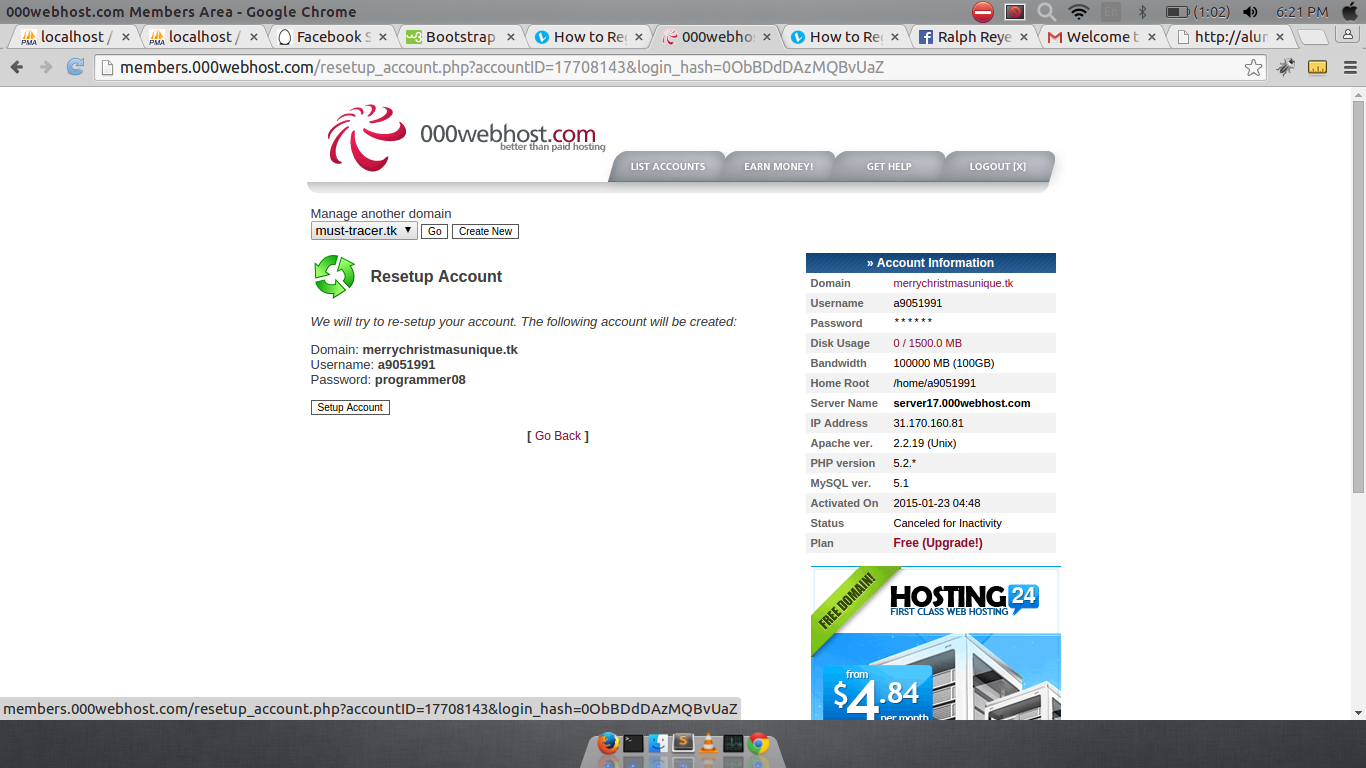 000webhost.com Members Area - Google Chrome
En
(1:02)
6:21 PM
localhost /
localhost /
Facebook S
Bootstrap
How to Reg
000webho
How to Reg
Ralph Reye
Welcome t
http://alur
members.000webhost.com/resetup_account.php?accountID=17708143&login_hash=0ObBDdDAzMQBvUaZ
000webhost.com
better than paid hosting
LIST ACCOUNTS
EARN MONEY!
GET HELP
LOGOUT [X]
Manage another domain
must-tracer.tk
Go
Create New
Resetup Account
We will try to re-setup your account. The following account will be created:
Domain: merrychristmasunique.tk
Username: a9051991
Password: programmer08
Setup Account
[ Go Back ]
» Account Information
Domain merrychristmasunique.tk
Username a9051991
Password ******
Disk Usage 0 / 1500.0 MB
Bandwidth 100000 MB (100GB)
Home Root /home/a9051991
Server Name server17.000webhost.com
IP Address 31.170.160.81
Apache ver. 2.2.19 (Unix)
PHP version 5.2.*
MySQL ver. 5.1
Activated On 2015-01-23 04:48
Status Canceled for Inactivity
Plan Free (Upgrade!)
FREE DOMAIN!
HOSTING 24
FIRST CLASS WEB HOSTING
from
$4.84
per month
members.000webhost.com/resetup_account.php?accountID=17708143&login_hash=0ObBDdDAzMQBvUaZ